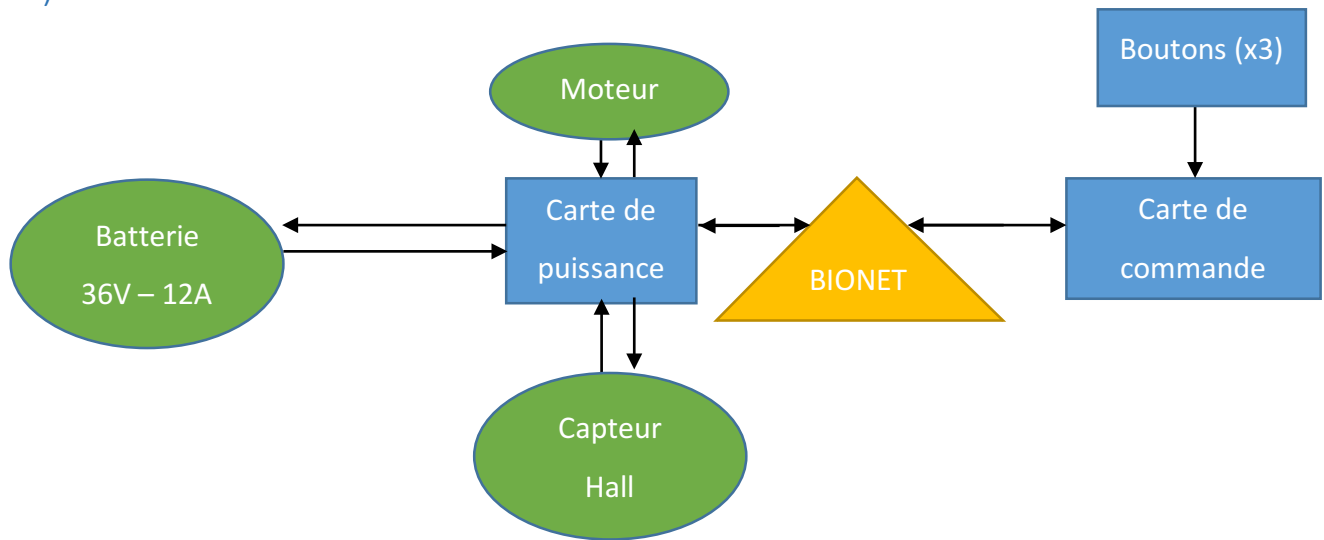 Boutons (x3)
Moteur
Batterie
36V – 12A
Carte de
puissance
BIONET
Carte de
commande
Capteur
Hall